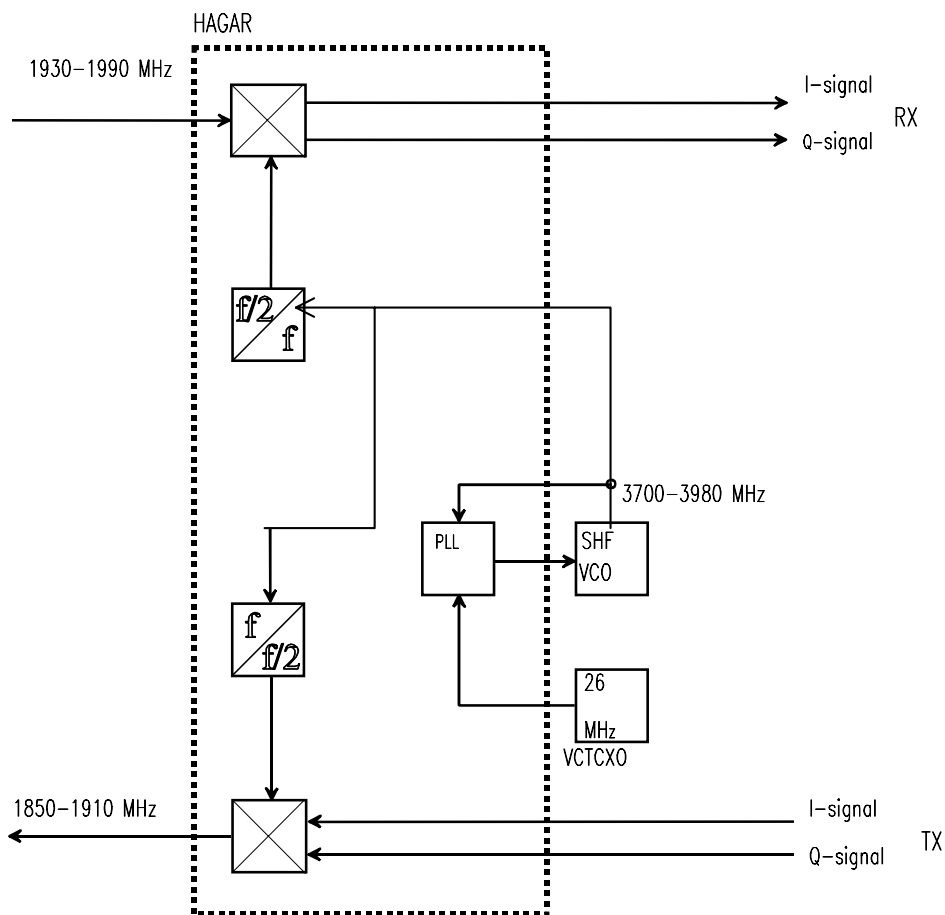 HAGAR
1930-1990 MHz
I-signal
RX
Q-signal
f/2
f
3700-3980 MHz
PLL
SHF
VCO
f
f/2
26
MHz
VCTCXO
1850-1910 MHz
I-signal
TX
Q-signal